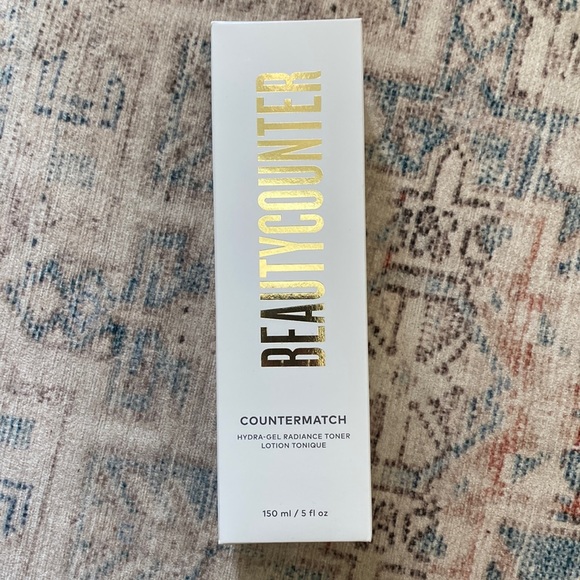 BEAUTYCOUNTER
COUNTERMATCH
HYDRA-GEL RADIANCE TONER
LOTION TONIQUE
150 ml / 5 fl oz